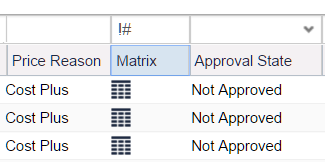 !#
Price Reason Matrix Approval State
Cost Plus Not Approved
Cost Plus Not Approved
Cost Plus Not Approved